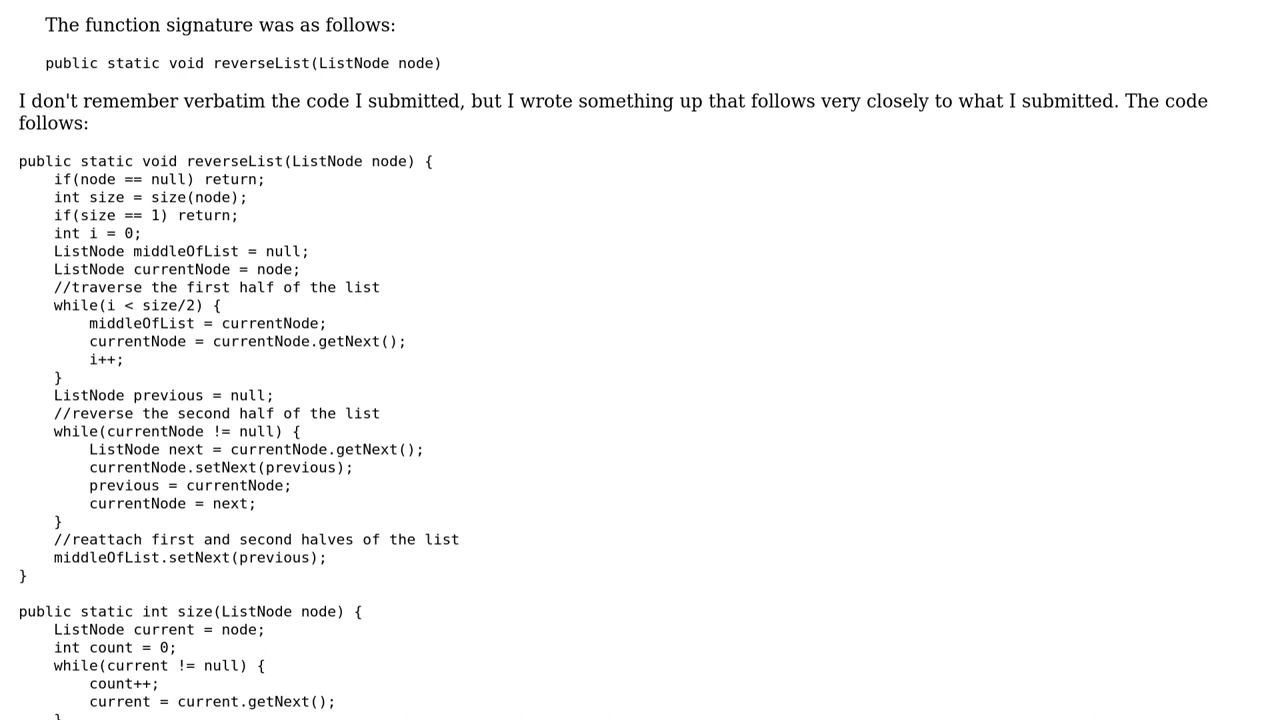 The function signature was as follows:
public static void reverseList(ListNode node)
I don't remember verbatim the code I submitted, but I wrote something up that follows very closely to what I submitted. The code
follows:
public static void reverseList(ListNode node) {
    if(node == null) return;
    int size = size(node);
    if(size == 1) return;
    int i = 0;
    ListNode middleOfList = null;
    ListNode currentNode = node;
    //traverse the first half of the list
    while(i < size/2) {
        middleOfList = currentNode;
        currentNode = currentNode.getNext();
        i++;
    }
    ListNode previous = null;
    //reverse the second half of the list
    while(currentNode != null) {
        ListNode next = currentNode.getNext();
        currentNode.setNext(previous);
        previous = currentNode;
        currentNode = next;
    }
    //reattach first and second halves of the list
    middleOfList.setNext(previous);
}
public static int size(ListNode node) {
    ListNode current = node;
    int count = 0;
    while(current != null) {
        count++;
        current = current.getNext();
    }